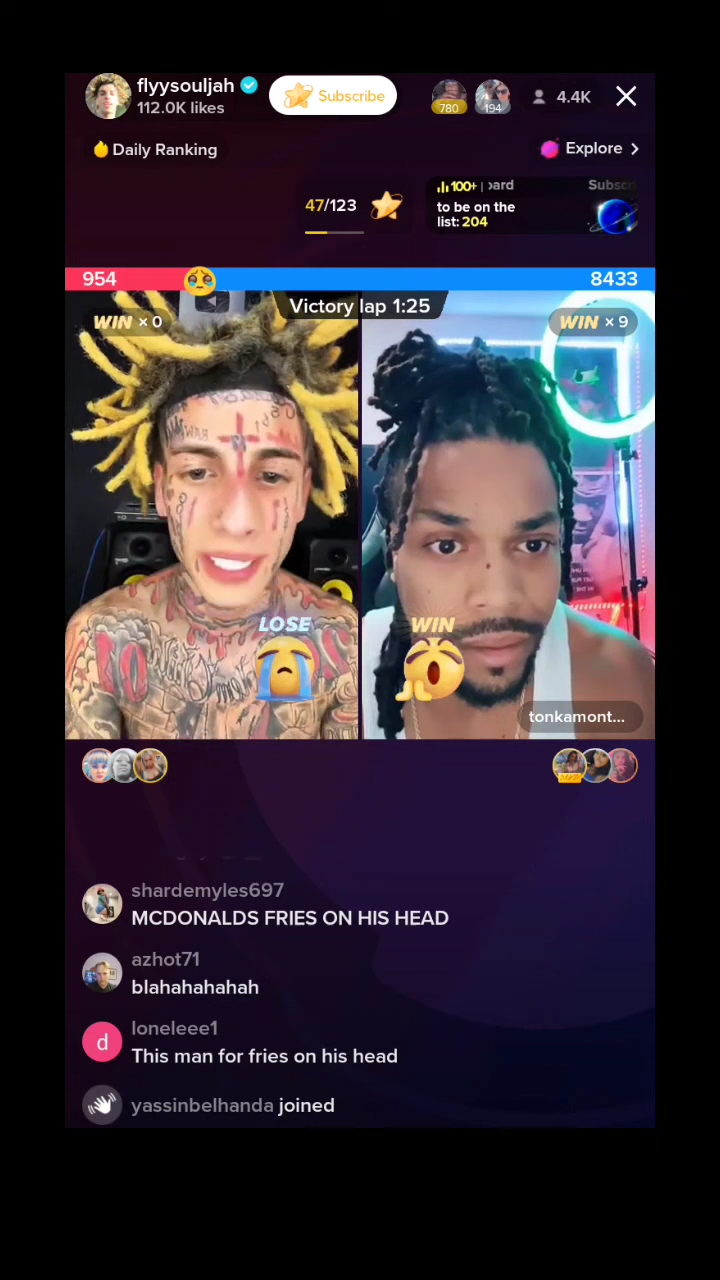 flyysouljah
112.0K likes
Subscribe
780
194
4.4K
Daily Ranking
Explore
47/123
100+ |
Subscr
to be on the
list: 204
954
8433
Victory lap 1:25
WIN × 0
WIN × 9
LOSE
WIN
tonkamont...
shardemyles697
MCDONALDS FRIES ON HIS HEAD
azhot71
blahahahahah
d
loneleee1
This man for fries on his head
yassinbelhanda joined